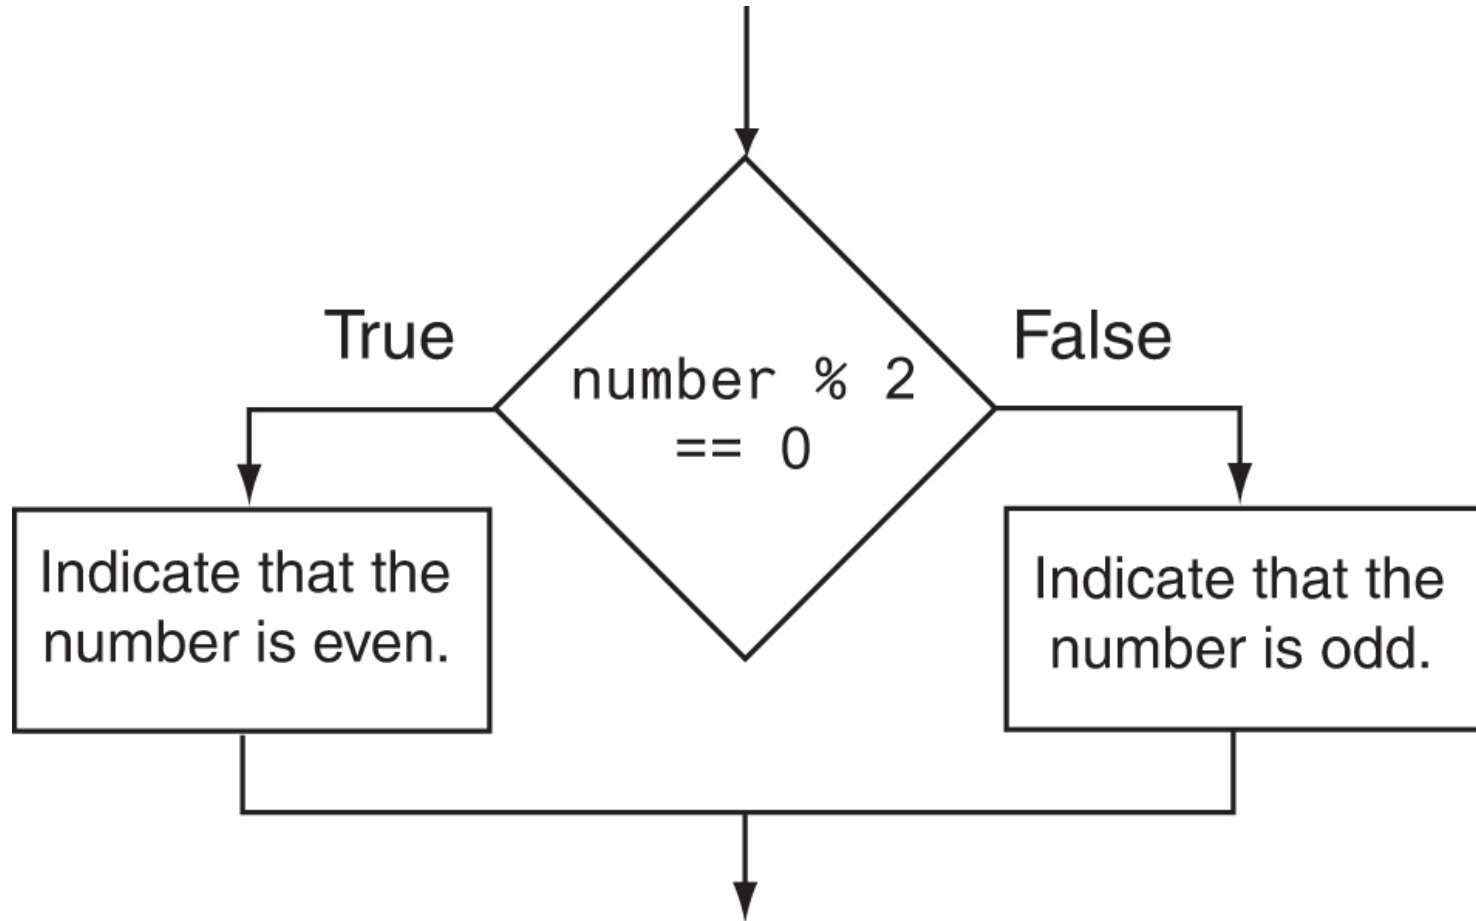 True
False
number % 2
== 0
Indicate that the
number is even.
Indicate that the
number is odd.